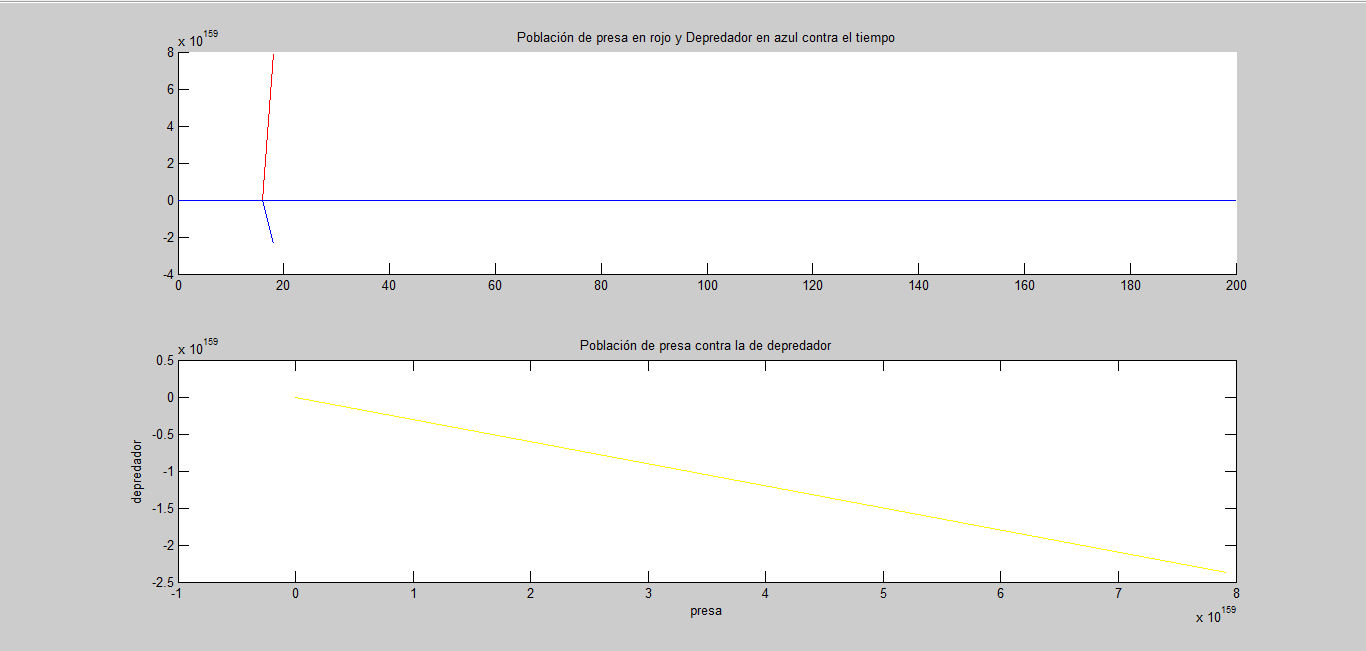 x 10^159
Población de presa en rojo y Depredador en azul contra el tiempo
8
6
4
2
0
-2
-4
0 20 40 60 80 100 120 140 160 180 200
x 10^159
Población de presa contra la de depredador
0.5
0
-0.5
-1
-1.5
-2
-2.5
depredador
-1 0 1 2 3 4 5 6 7 8
presa
x 10^159